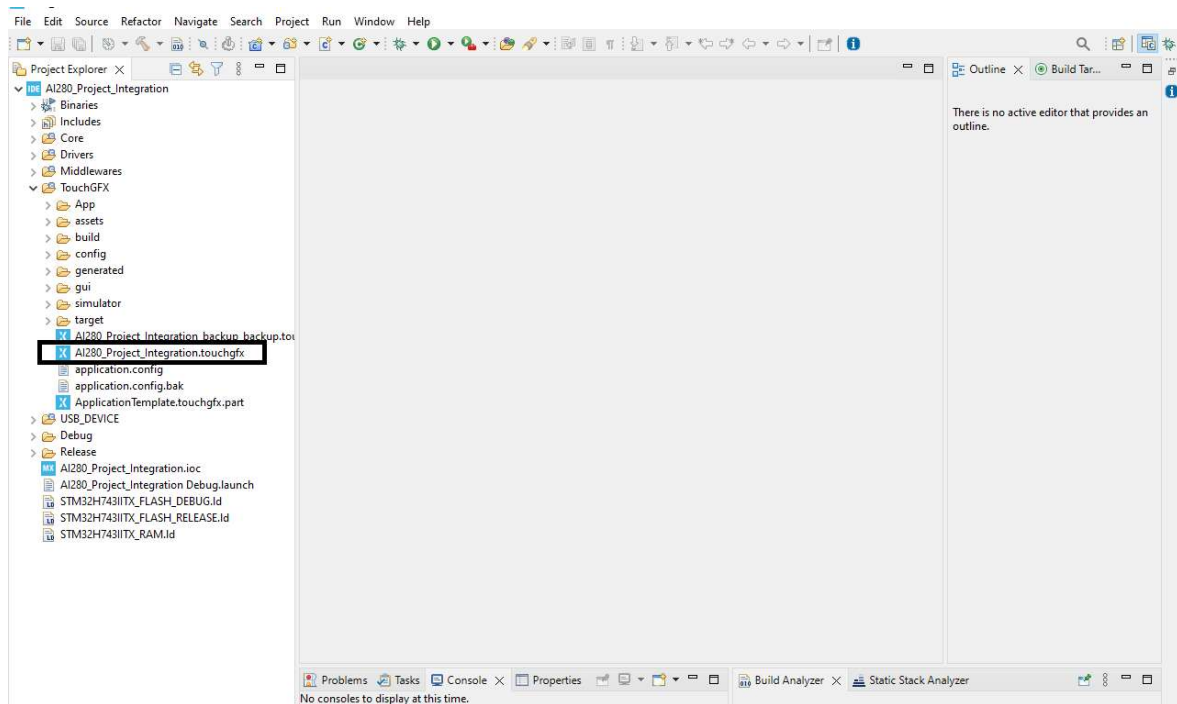 File Edit Source Refactor Navigate Search Project Run Window Help
Project Explorer
AI280_Project_Integration
Binaries
Includes
Core
Drivers
Middlewares
TouchGFX
App
assets
build
config
generated
gui
simulator
target
AI280_Project_Integration_backup_backup.tou
AI280_Project_Integration.touchgfx
application.config
application.config.bak
ApplicationTemplate.touchgfx.part
USB_DEVICE
Debug
Release
AI280_Project_Integration.ioc
AI280_Project_Integration Debug.launch
STM32H743IITX_FLASH_DEBUG.ld
STM32H743IITX_FLASH_RELEASE.ld
STM32H743IITX_RAM.ld
Outline Build Tar...
There is no active editor that provides an
outline.
Problems Tasks Console Properties
No consoles to display at this time.
Build Analyzer Static Stack Analyzer